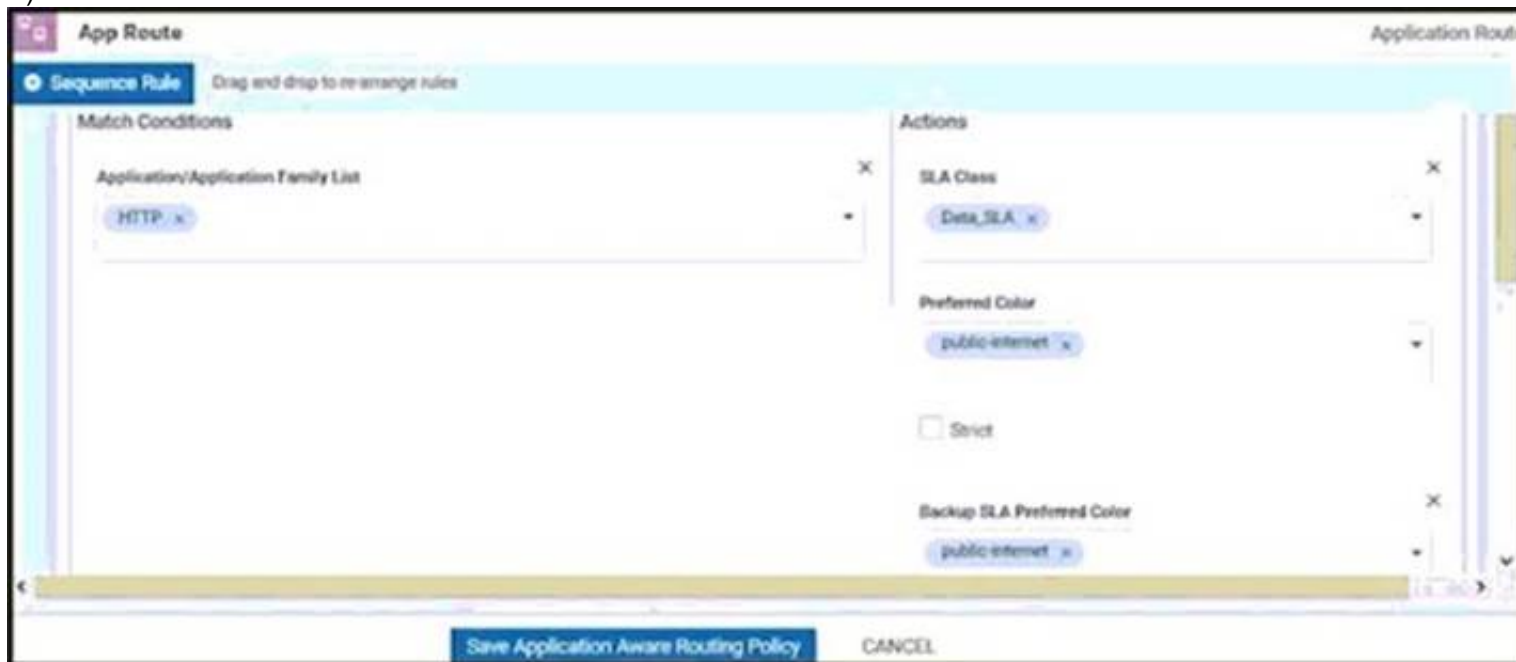 App Route
Application Rout
Sequence Rule Drag and drop to re-arrange rules
Match Conditions
Actions
Application/Application Family List
SLA Class
HTTP x
Data_SLA x
Preferred Color
public-internet x
Strict
Backup SLA Preferred Color
public-internet x
Save Application Aware Routing Policy CANCEL